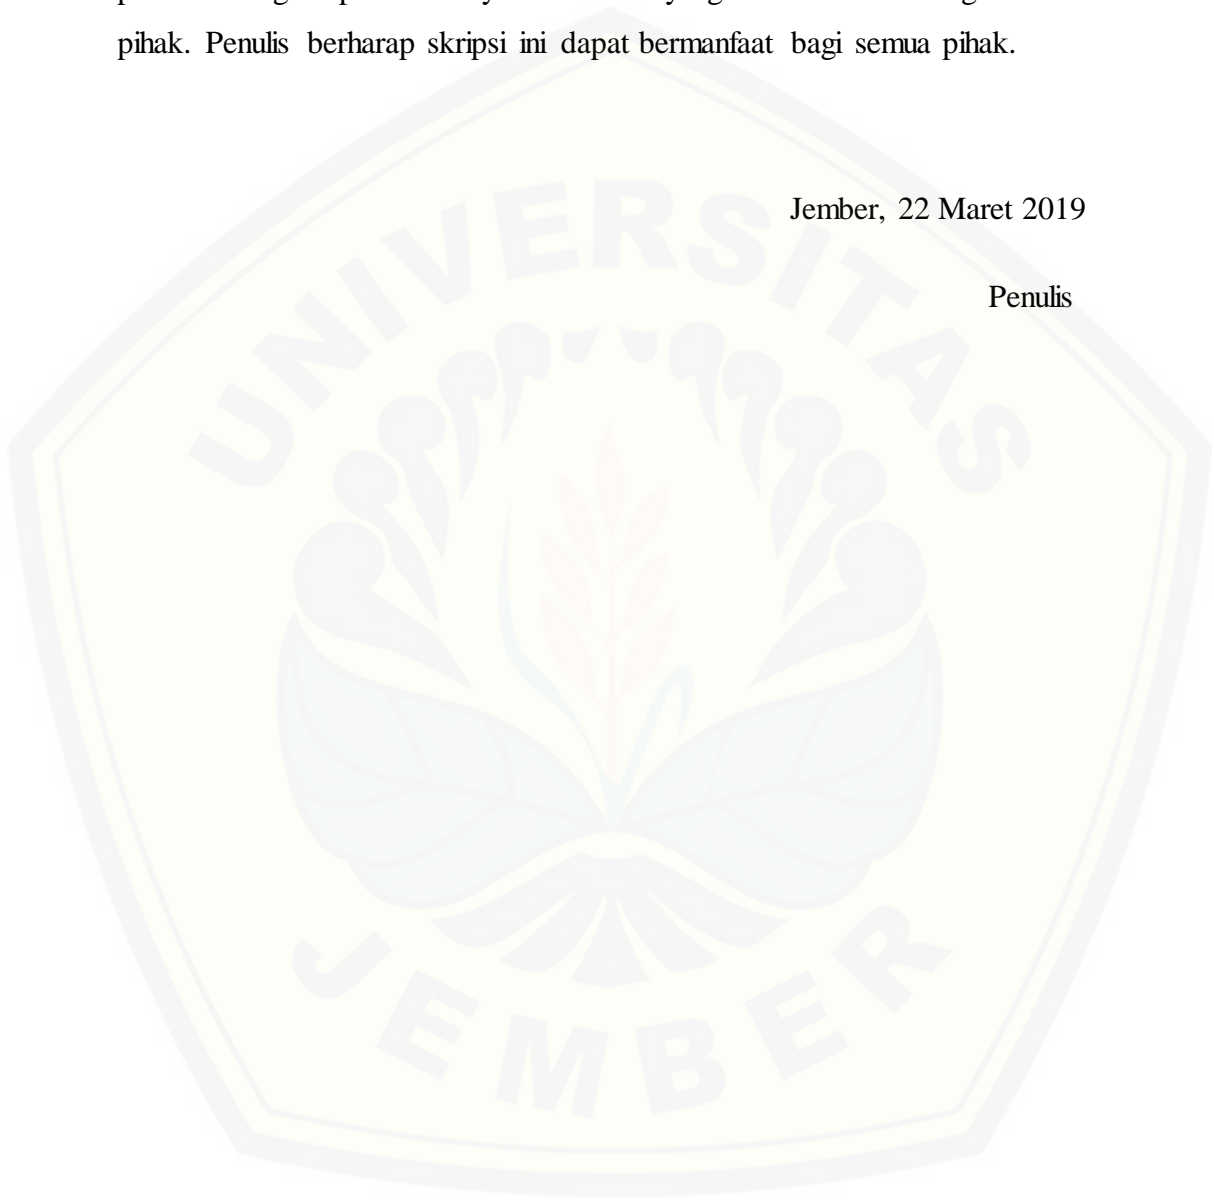 pihak. Penulis berharap skripsi ini dapat bermanfaat bagi semua pihak.
Jember, 22 Maret 2019
Penulis
UNIVERSITAS
JEMBER